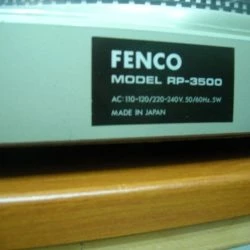 FENCO
MODEL RP-3500
AC: 110-120/220-240V. 50/60Hz. 5W
MADE IN JAPAN